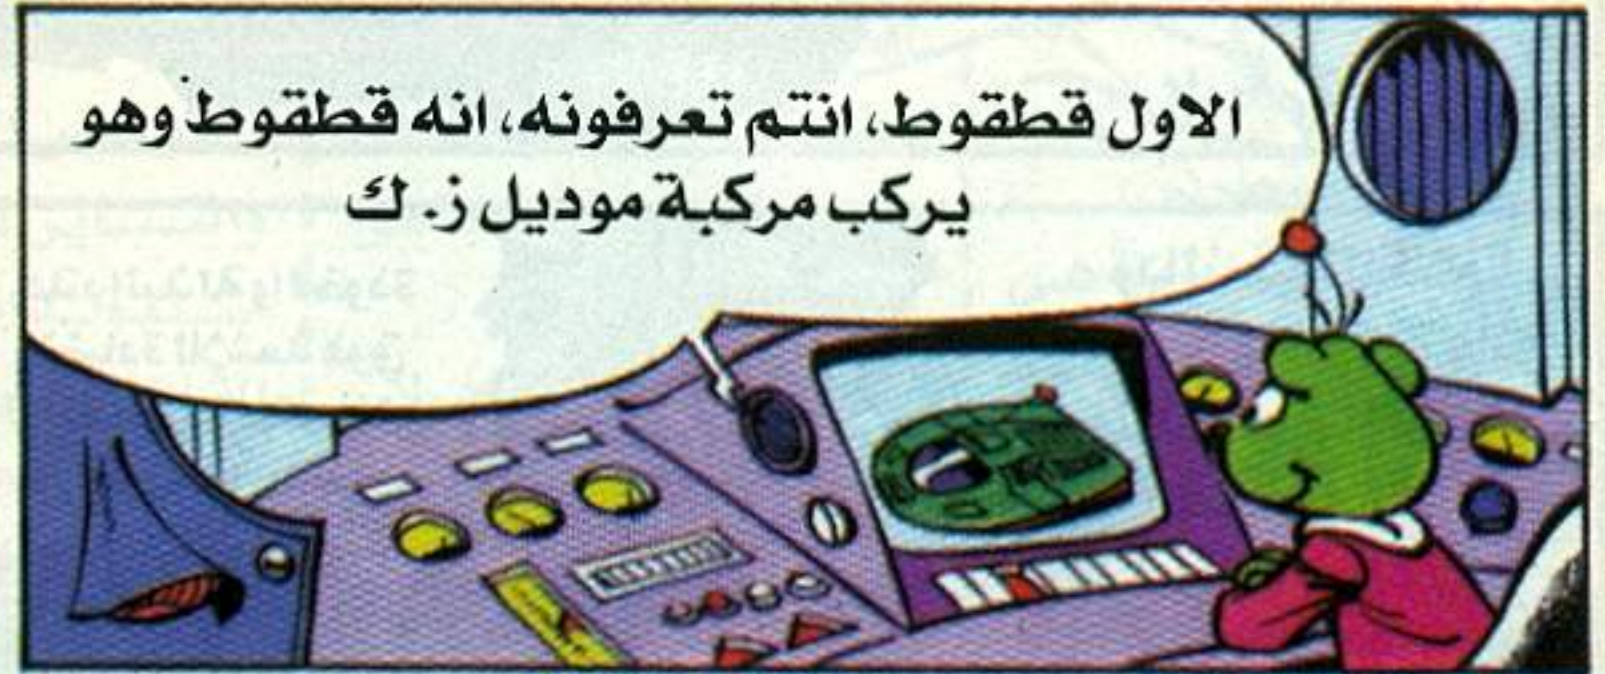 الاول قطقوط، انتم تعرفونه، انه قطقوط وهو
يركب مركبة موديل ز. ك